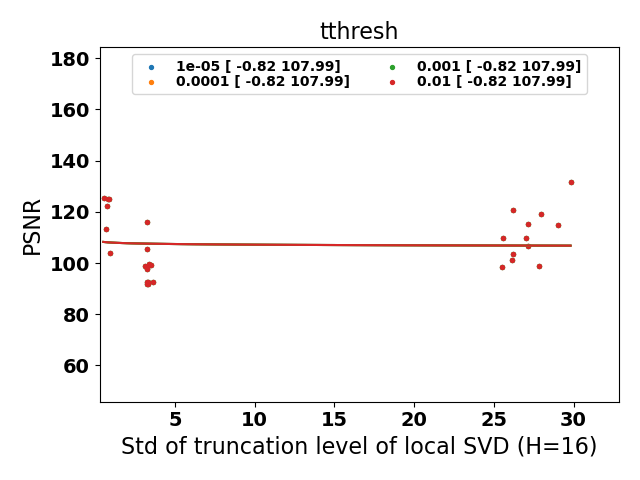 tthresh
1e-05 [ -0.82 107.99]
0.0001 [ -0.82 107.99]
0.001 [ -0.82 107.99]
0.01 [ -0.82 107.99]
PSNR
180
160
140
120
100
80
60
5 10 15 20 25 30
Std of truncation level of local SVD (H=16)